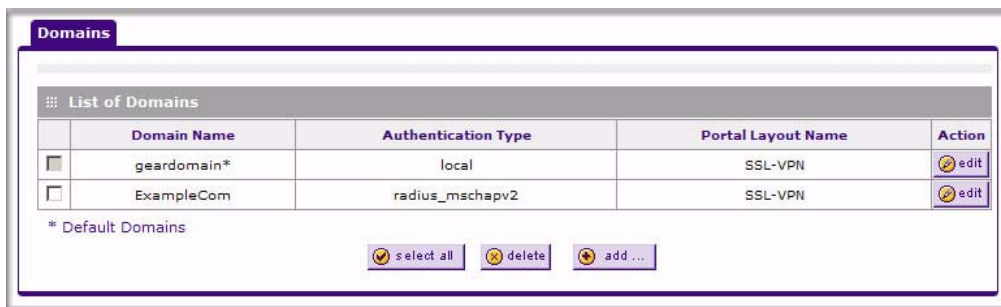 Domains
List of Domains
Domain Name Authentication Type Portal Layout Name Action
geardomain* local SSL-VPN edit
ExampleCom radius_mschapv2 SSL-VPN edit
* Default Domains
select all delete add ...